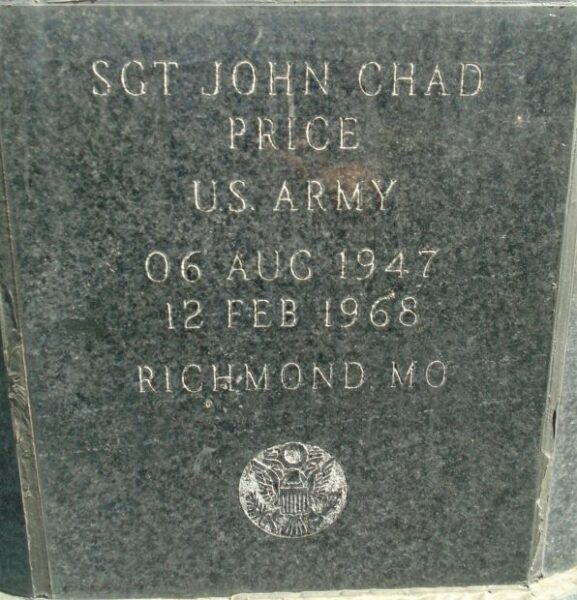 SGT JOHN CHAD
PRICE
U.S. ARMY
06 AUG 1947
12 FEB 1968
RICHMOND MO